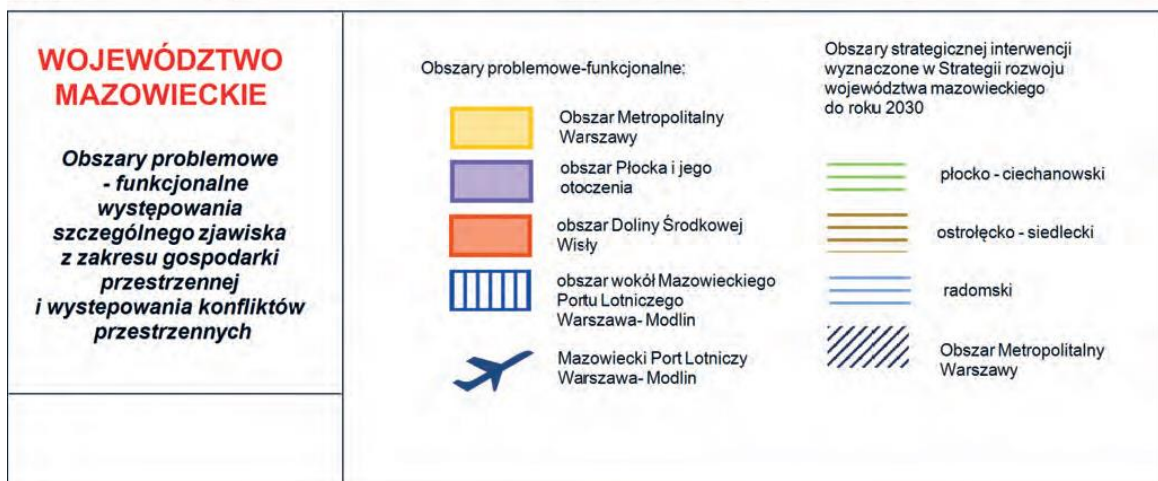 WOJEWÓDZTWO
MAZOWIECKIE
Obszary problemowe
- funkcjonalne
występowania
szczególnego zjawiska
z zakresu gospodarki
przestrzennej
i wystepowania konfliktów
przestrzennych
Obszary problemowe-funkcjonalne:
Obszar Metropolitalny
Warszawy
obszar Płocka i jego
otoczenia
obszar Doliny Środkowej
Wisły
obszar wokół Mazowieckiego
Portu Lotniczego
Warszawa- Modlin
Mazowiecki Port Lotniczy
Warszawa- Modlin
Obszary strategicznej interwencji
wyznaczone w Strategii rozwoju
województwa mazowieckiego
do roku 2030
płocko - ciechanowski
ostrołęcko - siedlecki
radomski
Obszar Metropolitalny
Warszawy